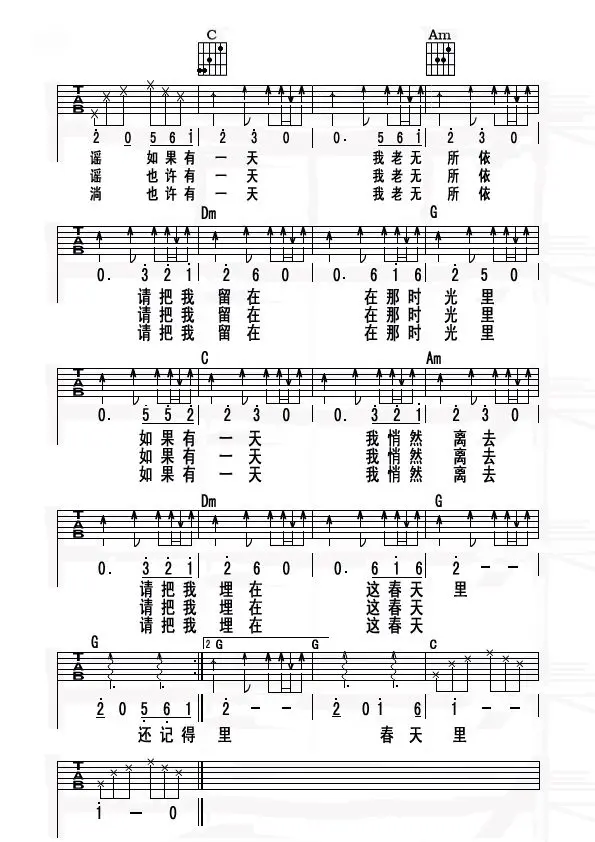 C Am
TAB
2 0 5 6 1 2 3 0 0. 5 6 1 2 3 0
谣 如果有 一天 我老无 所依
谣 也许有 一天 我老无 所依
淌 也许有 一天 我老无 所依
Dm G
TAB
0. 3 2 1 2 6 0 0. 6 1 6 2 5 0
请把我 留在 在那时 光里
请把我 留在 在那时 光里
请把我 留在 在那时 光里
C Am
TAB
0. 5 5 2 2 3 0 0. 3 2 1 2 3 0
如果有 一天 我悄然 离去
如果有 一天 我悄然 离去
如果有 一天 我悄然 离去
Dm G
TAB
0. 3 2 1 2 6 0 0. 6 1 6 2 — —
请把我 埋在 这春天 里
请把我 埋在 这春天
请把我 埋在 这春天
G 2 G G C
TAB
2 0 5 6 1 2 — — 2 0 1 6 1 — —
还记得 里 春天 里
TAB
1 — 0